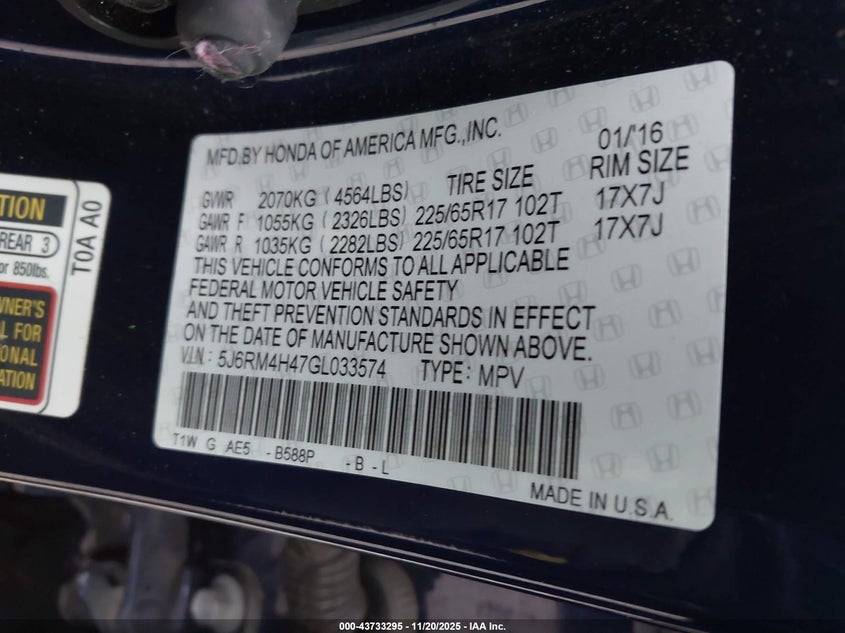 MFD.BY HONDA OF AMERICA MFG.,INC. 01/'16
GVWR 2070KG (4564LBS) TIRE SIZE RIM SIZE
GAWR F 1055KG (2326LBS) 225/65R17 102T 17X7J
GAWR R 1035KG (2282LBS) 225/65R17 102T 17X7J
THIS VEHICLE CONFORMS TO ALL APPLICABLE
FEDERAL MOTOR VEHICLE SAFETY
AND THEFT PREVENTION STANDARDS IN EFFECT
ON THE DATE OF MANUFACTURE SHOWN ABOVE.
V.I.N.: 5J6RM4H47GL033574 TYPE: MPV
T1W G AE5 -B588P -B-L
MADE IN U.S.A.
TION
REAR 3
or 850lbs.
WNER'S
AL FOR
IONAL
ATION
T0A A0
000-43733295 - 11/20/2025 - IAA Inc.